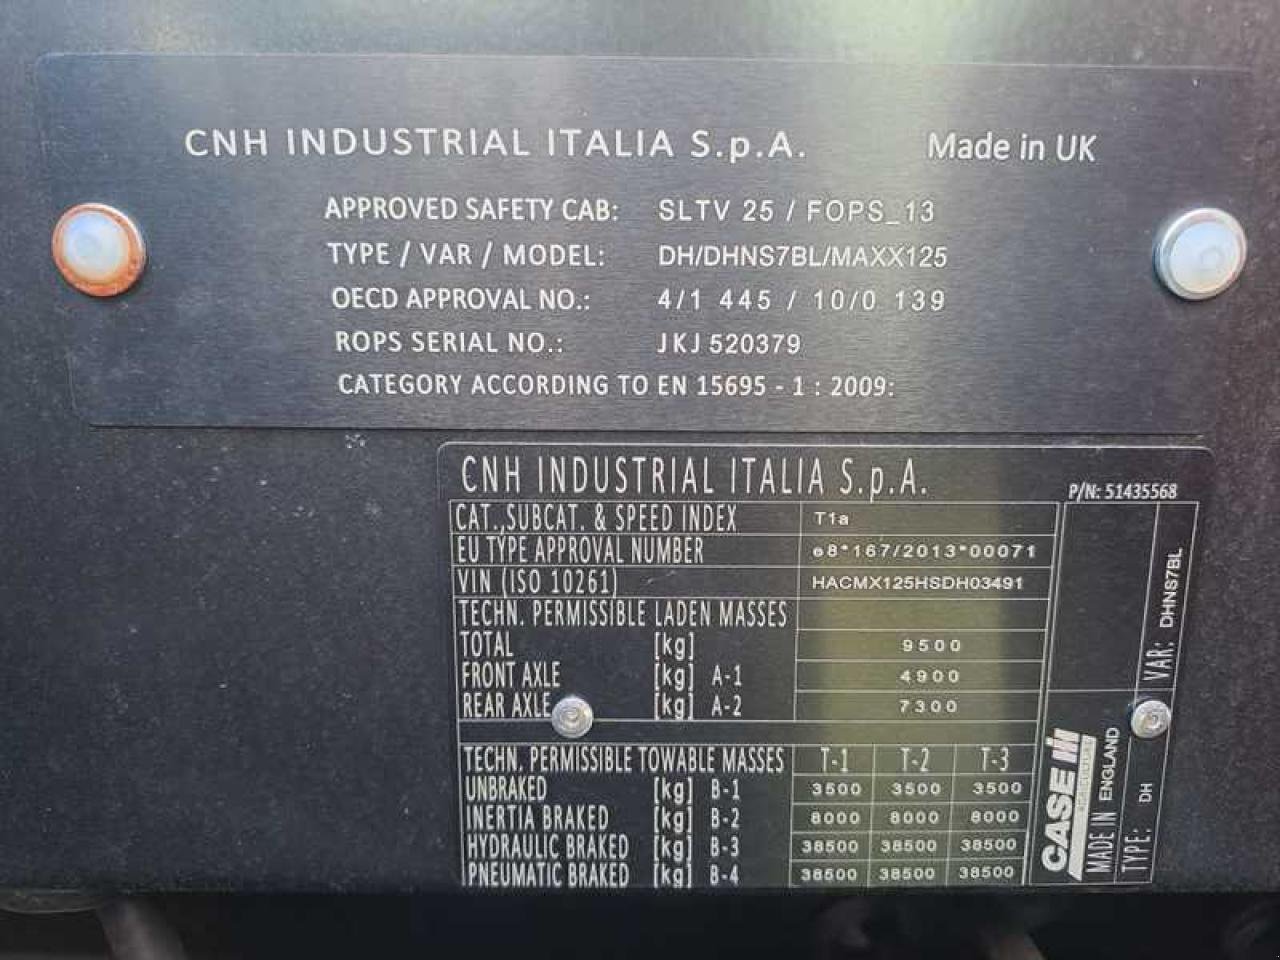 CNH INDUSTRIAL ITALIA S.p.A. Made in UK
APPROVED SAFETY CAB: SLTV 25 / FOPS_13
TYPE / VAR / MODEL: DH/DHNS7BL/MAXX125
OECD APPROVAL NO.: 4/1 445 / 10/0 139
ROPS SERIAL NO.: JKJ520379
CATEGORY ACCORDING TO EN 15695 - 1 : 2009:
CNH INDUSTRIAL ITALIA S.p.A. P/N: 51435568
CAT.,SUBCAT. & SPEED INDEX T1a
EU TYPE APPROVAL NUMBER e8*167/2013*00071
VIN (ISO 10261) HACMX125HSDH03491
TECHN. PERMISSIBLE LADEN MASSES
TOTAL [kg] 9500
FRONT AXLE [kg] A-1 4900
REAR AXLE [kg] A-2 7300
TECHN. PERMISSIBLE TOWABLE MASSES T-1 T-2 T-3
UNBRAKED [kg] B-1 3500 3500 3500
INERTIA BRAKED [kg] B-2 8000 8000 8000
HYDRAULIC BRAKED [kg] B-3 38500 38500 38500
PNEUMATIC BRAKED [kg] B-4 38500 38500 38500
CASE IH
AGRICULTURE
MADE IN ENGLAND
TYPE: DH
VAR: DHNS7BL